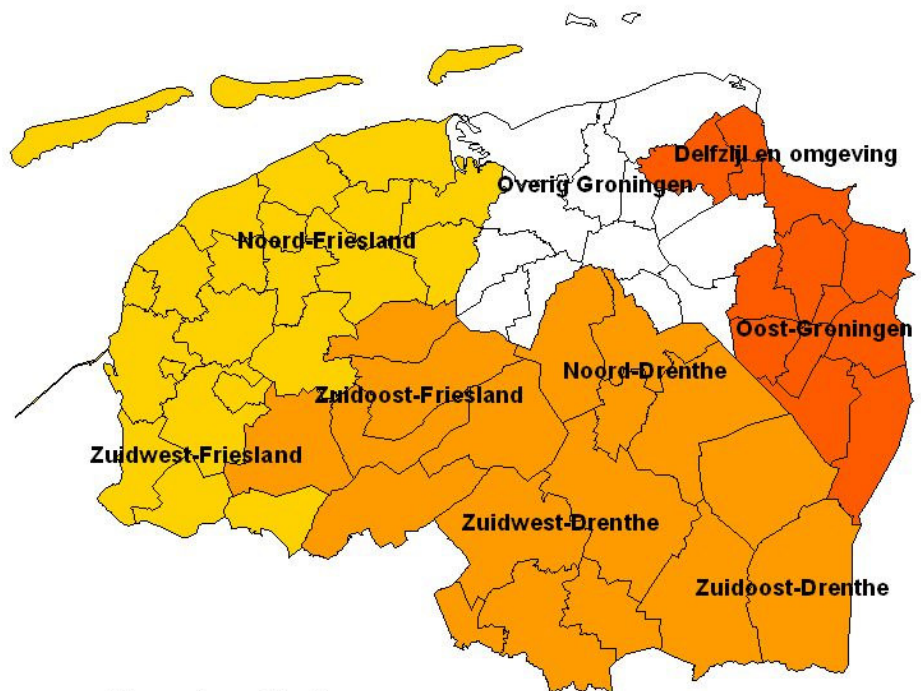 Delfzijl en omgeving
Overig Groningen
Noord-Friesland
Oost-Groningen
Noord-Drenthe
Zuidoost-Friesland
Zuidwest-Friesland
Zuidwest-Drenthe
Zuidoost-Drenthe